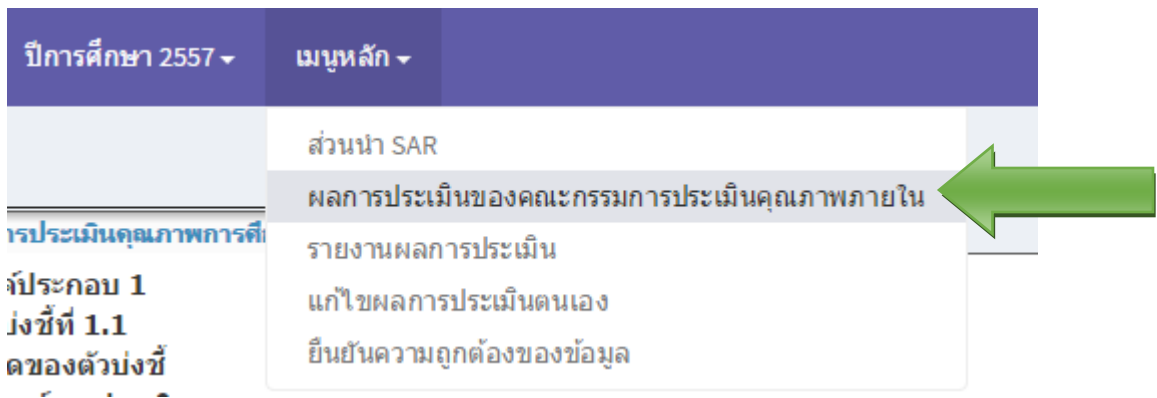 ปีการศึกษา 2557 เมนูหลัก
ส่วนนำ SAR
ผลการประเมินของคณะกรรมการประเมินคุณภาพภายใน
ารประเมินคุณภาพการศึ
รายงานผลการประเมิน
ค์ประกอบ 1
แก้ไขผลการประเมินตนเอง
บ่งชี้ที่ 1.1
ยืนยันความถูกต้องของข้อมูล
ดของตัวบ่งชี้